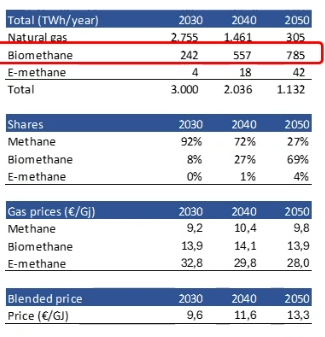 Total (TWh/year) 2030 2040 2050
Natural gas 2.755 1.461 305
Biomethane 242 557 785
E-methane 4 18 42
Total 3.000 2.036 1.132
Shares 2030 2040 2050
Methane 92% 72% 27%
Biomethane 8% 27% 69%
E-methane 0% 1% 4%
Gas prices (€/Gj) 2030 2040 2050
Methane 9,2 10,4 9,8
Biomethane 13,9 14,1 13,9
E-methane 32,8 29,8 28,0
Blended price 2030 2040 2050
Price (€/GJ) 9,6 11,6 13,3